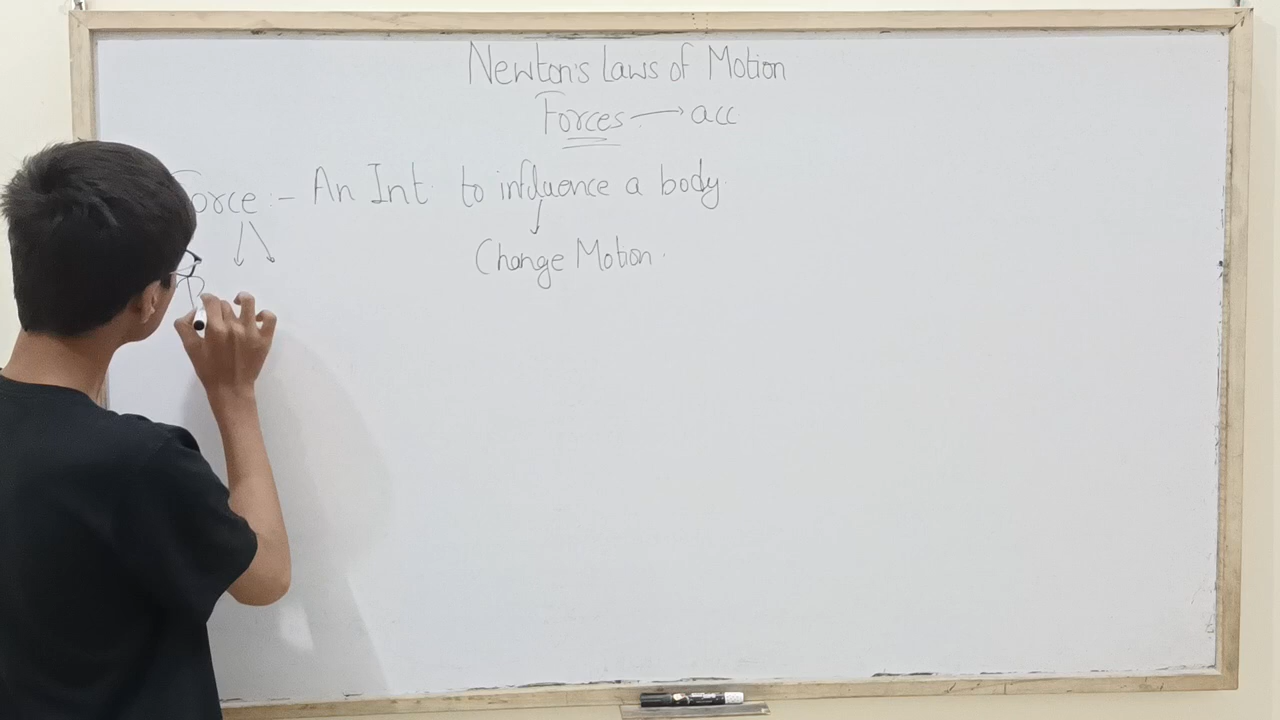 Newton's Laws of Motion
Forces → acc
Force :- An Int to influence a body
Change Motion.